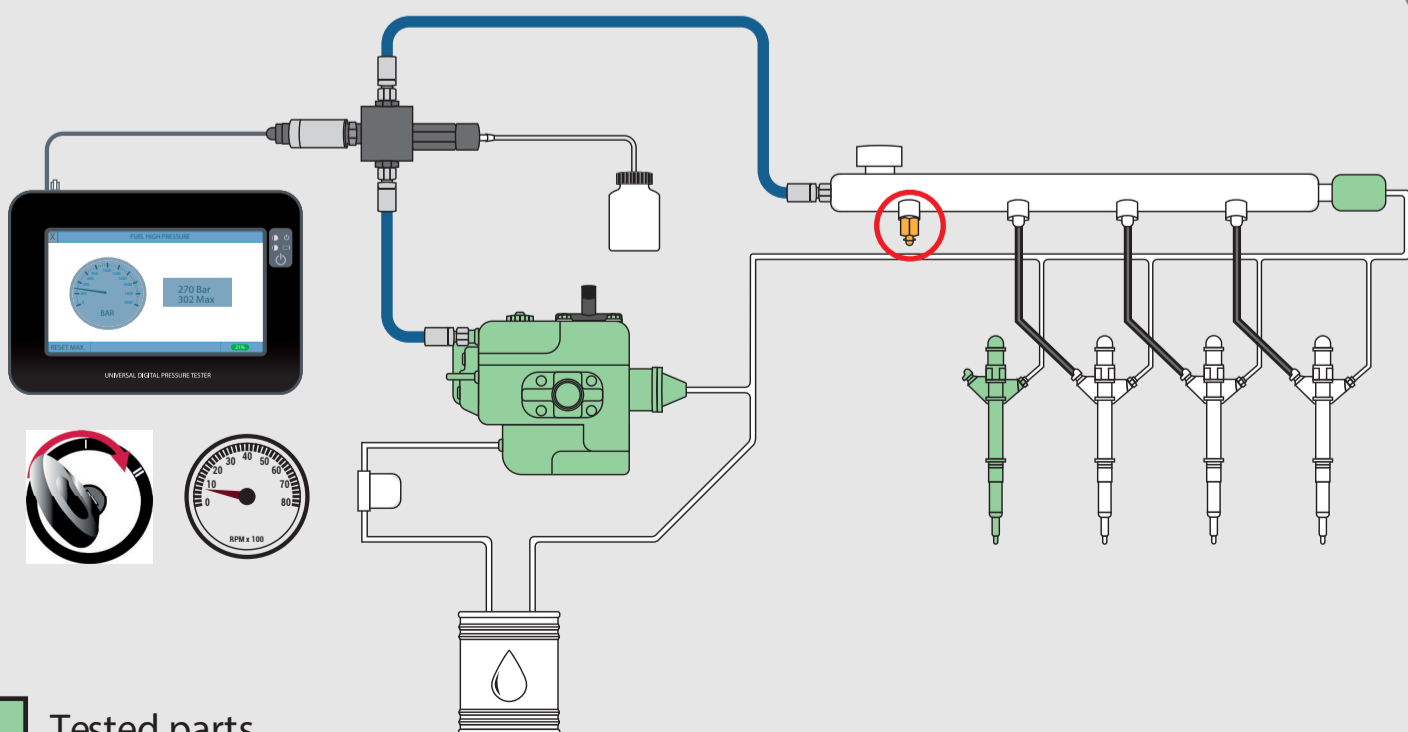 X FUEL HIGH PRESSURE
270 Bar
302 Max
BAR
RESET MAX. 21%
UNIVERSAL DIGITAL PRESSURE TESTER
0 10 20 30 40 50 60 70 80
RPM x 100
Tested parts